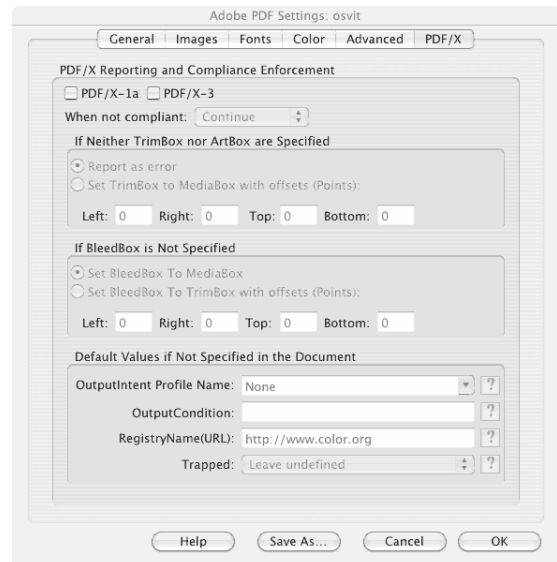 Adobe PDF Settings: osvit
General Images Fonts Color Advanced PDF/X
PDF/X Reporting and Compliance Enforcement
PDF/X-1a PDF/X-3
When not compliant: Continue
If Neither TrimBox nor ArtBox are Specified
Report as error
Set TrimBox to MediaBox with offsets (Points):
Left: 0 Right: 0 Top: 0 Bottom: 0
If BleedBox is Not Specified
Set BleedBox To MediaBox
Set BleedBox To TrimBox with offsets (Points):
Left: 0 Right: 0 Top: 0 Bottom: 0
Default Values if Not Specified in the Document
OutputIntent Profile Name: None ?
OutputCondition: ?
RegistryName(URL): http://www.color.org ?
Trapped: Leave undefined ?
Help Save As... Cancel OK